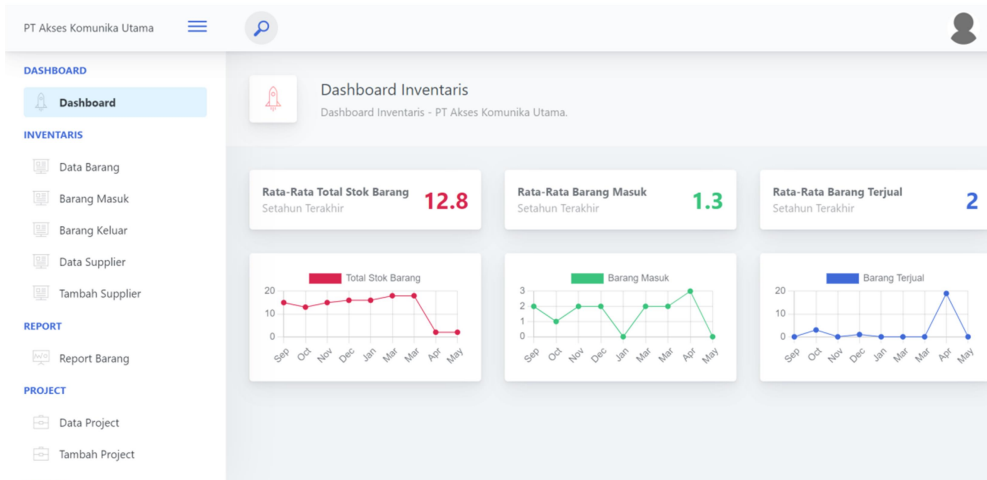 PT Akses Komunika Utama
DASHBOARD
Dashboard
INVENTARIS
Data Barang
Barang Masuk
Barang Keluar
Data Supplier
Tambah Supplier
REPORT
Report Barang
PROJECT
Data Project
Tambah Project
Dashboard Inventaris
Dashboard Inventaris - PT Akses Komunika Utama.
Rata-Rata Total Stok Barang
Setahun Terakhir
12.8
Rata-Rata Barang Masuk
Setahun Terakhir
1.3
Rata-Rata Barang Terjual
Setahun Terakhir
2
Total Stok Barang
20
10
0
Sep Oct Nov Dec Jan Mar Mar Apr May
Barang Masuk
3
2
1
0
Sep Oct Nov Dec Jan Mar Mar Apr May
Barang Terjual
20
10
0
Sep Oct Nov Dec Jan Mar Mar Apr May